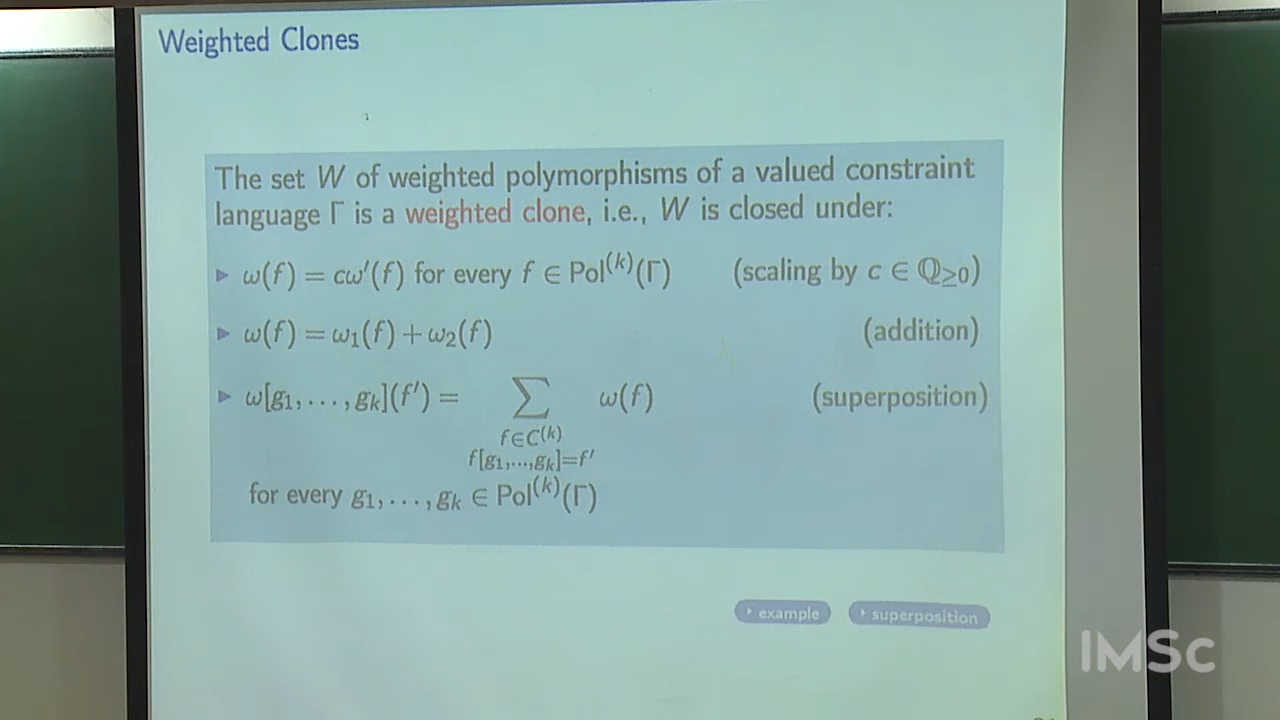 Weighted Clones
The set W of weighted polymorphisms of a valued constraint
language Γ is a weighted clone, i.e., W is closed under:
▶ ω(f) = cω′(f) for every f ∈ Pol^(k)(Γ) (scaling by c ∈ ℚ≥0)
▶ ω(f) = ω₁(f) + ω₂(f) (addition)
▶ ω[g₁, . . . , gₖ](f′) = ∑ ω(f) (superposition)
f∈C^(k)
f[g₁,...,gₖ]=f′
for every g₁, . . . , gₖ ∈ Pol^(k)(Γ)
example superposition
IMSc